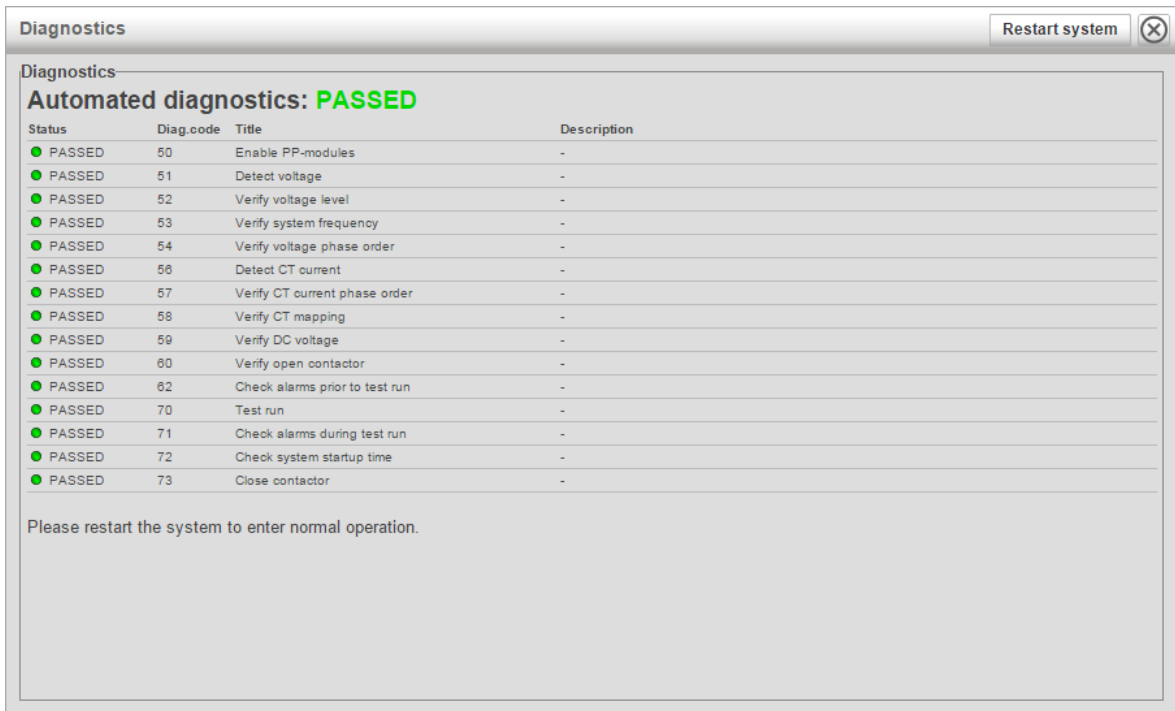 Diagnostics Restart system
Diagnostics
Automated diagnostics: PASSED
Status Diag.code Title Description
PASSED 50 Enable PP-modules -
PASSED 51 Detect voltage -
PASSED 52 Verify voltage level -
PASSED 53 Verify system frequency -
PASSED 54 Verify voltage phase order -
PASSED 56 Detect CT current -
PASSED 57 Verify CT current phase order -
PASSED 58 Verify CT mapping -
PASSED 59 Verify DC voltage -
PASSED 60 Verify open contactor -
PASSED 62 Check alarms prior to test run -
PASSED 70 Test run -
PASSED 71 Check alarms during test run -
PASSED 72 Check system startup time -
PASSED 73 Close contactor -
Please restart the system to enter normal operation.